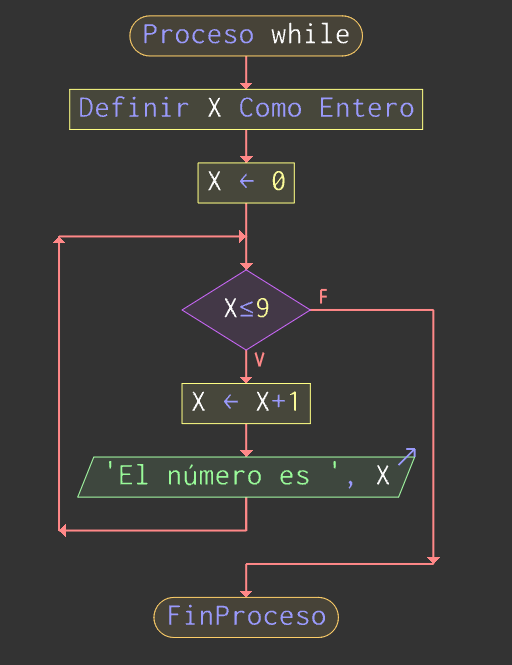 Proceso while
Definir X Como Entero
X ← 0
X≤9
F
V
X ← X+1
'El número es ', X
FinProceso